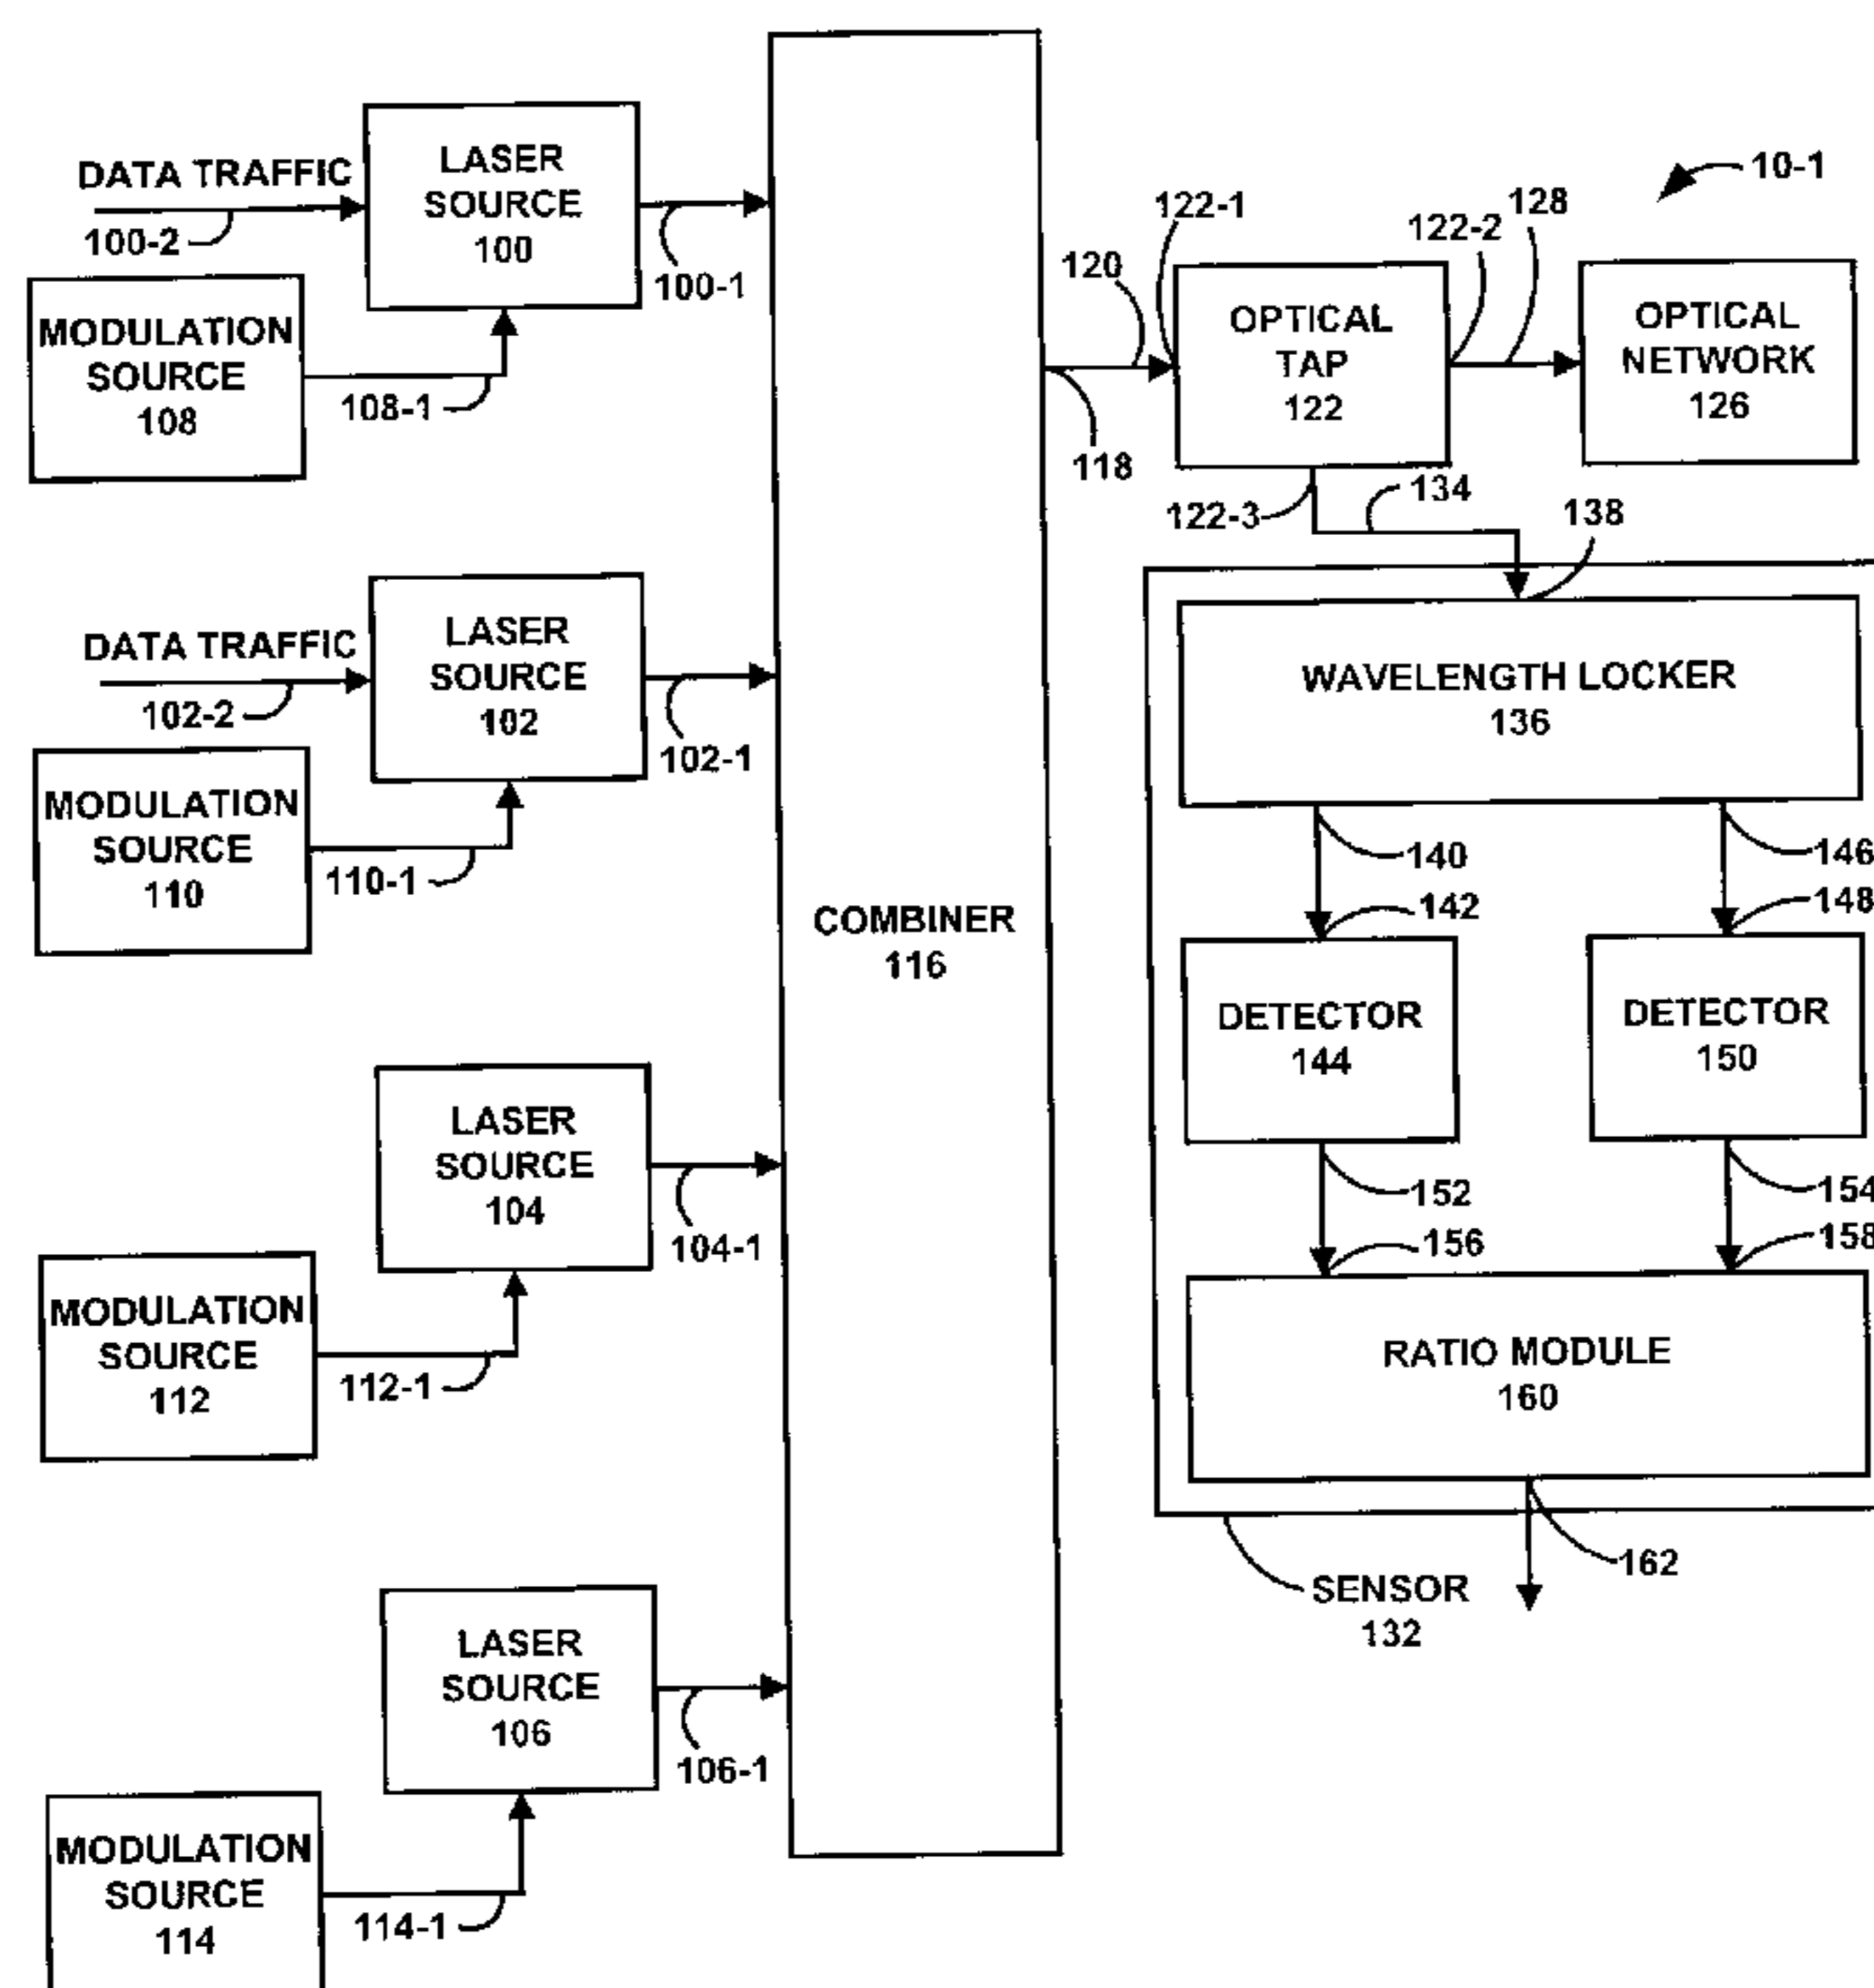 DATA TRAFFIC
100-2
LASER
SOURCE
100
100-1
MODULATION
SOURCE
108
108-1
DATA TRAFFIC
102-2
LASER
SOURCE
102
102-1
MODULATION
SOURCE
110
110-1
LASER
SOURCE
104
104-1
MODULATION
SOURCE
112
112-1
LASER
SOURCE
106
106-1
MODULATION
SOURCE
114
114-1
COMBINER
116
118
120
122-1
OPTICAL
TAP
122
122-2
128
10-1
OPTICAL
NETWORK
126
122-3
134
138
WAVELENGTH LOCKER
136
140
146
142
148
DETECTOR
144
DETECTOR
150
152
154
156
158
RATIO MODULE
160
162
SENSOR
132